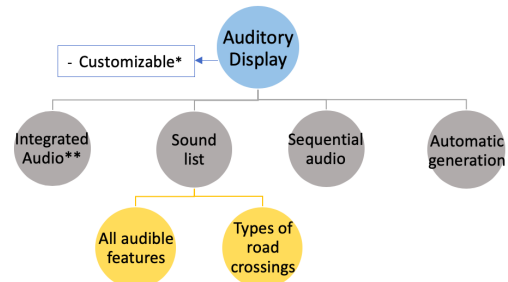 Auditory
Display
- Customizable*
Integrated
Audio**
Sound
list
Sequential
audio
Automatic
generation
All audible
features
Types of
road
crossings